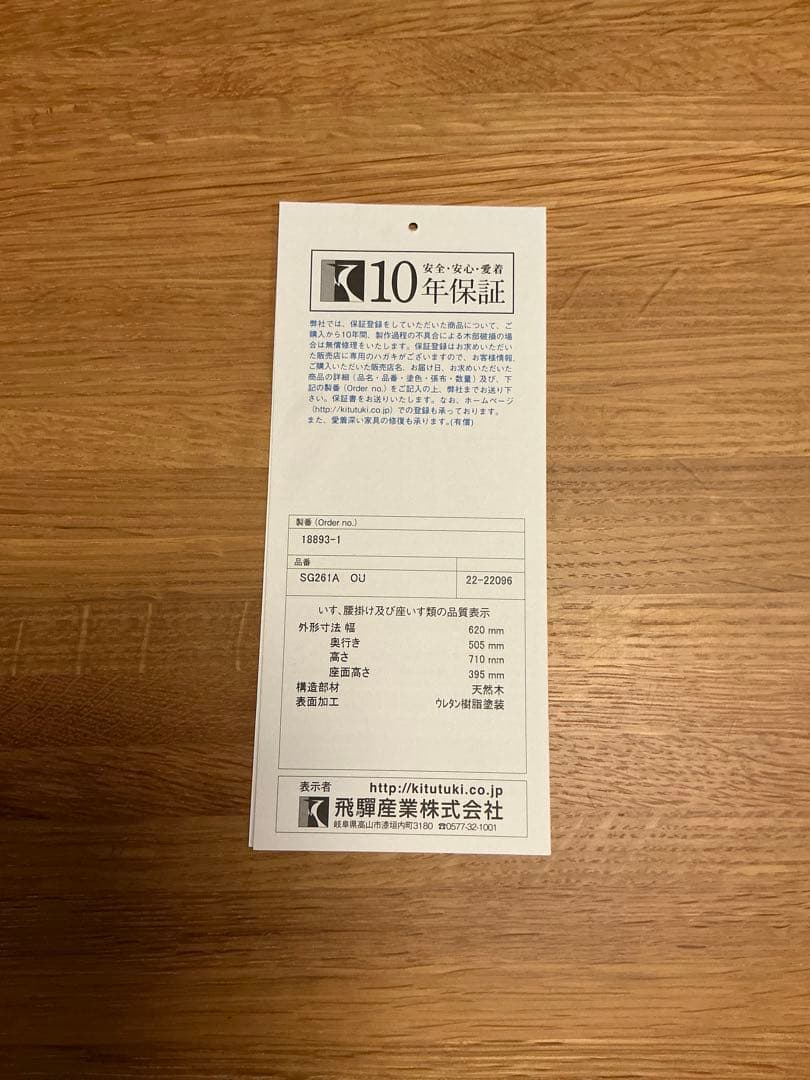 10年保証 安全・安心・愛着
弊社では、保証登録をしていただいた商品について、ご
購入から10年間、製作過程の不具合による木部破損の場
合は無償修理をいたします。保証登録はお求めいただい
た販売店に専用のハガキがございますので、お客様情報、
ご購入いただいた販売店名、お届け日、お求めいただいた
商品の詳細（品名・品番・塗色・張布・数量）及び、下
記の製番（Order no.）をご記入の上、弊社までお送り下
さい。保証書をお送りいたします。なお、ホームページ
（http://kitutuki.co.jp）での登録も承っております。
また、愛着深い家具の修復も承ります。(有償)
製番（Order no.）
18893-1
品番
SG261A OU 22-22096
いす、腰掛け及び座いす類の品質表示
外形寸法 幅 620 mm
奥行き 505 mm
高さ 710 mm
座面高さ 395 mm
構造部材 天然木
表面加工 ウレタン樹脂塗装
表示者 http://kitutuki.co.jp
飛驒産業株式会社
岐阜県高山市漆垣内町3180 ☎0577-32-1001